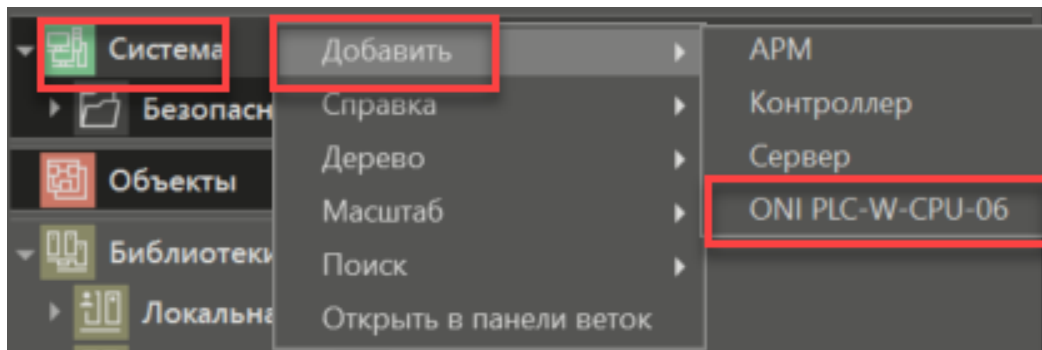 Система
Безопасн
Объекты
Библиотеки
Локальна
Добавить
Справка
Дерево
Масштаб
Поиск
Открыть в панели веток
АРМ
Контроллер
Сервер
ONI PLC-W-CPU-06